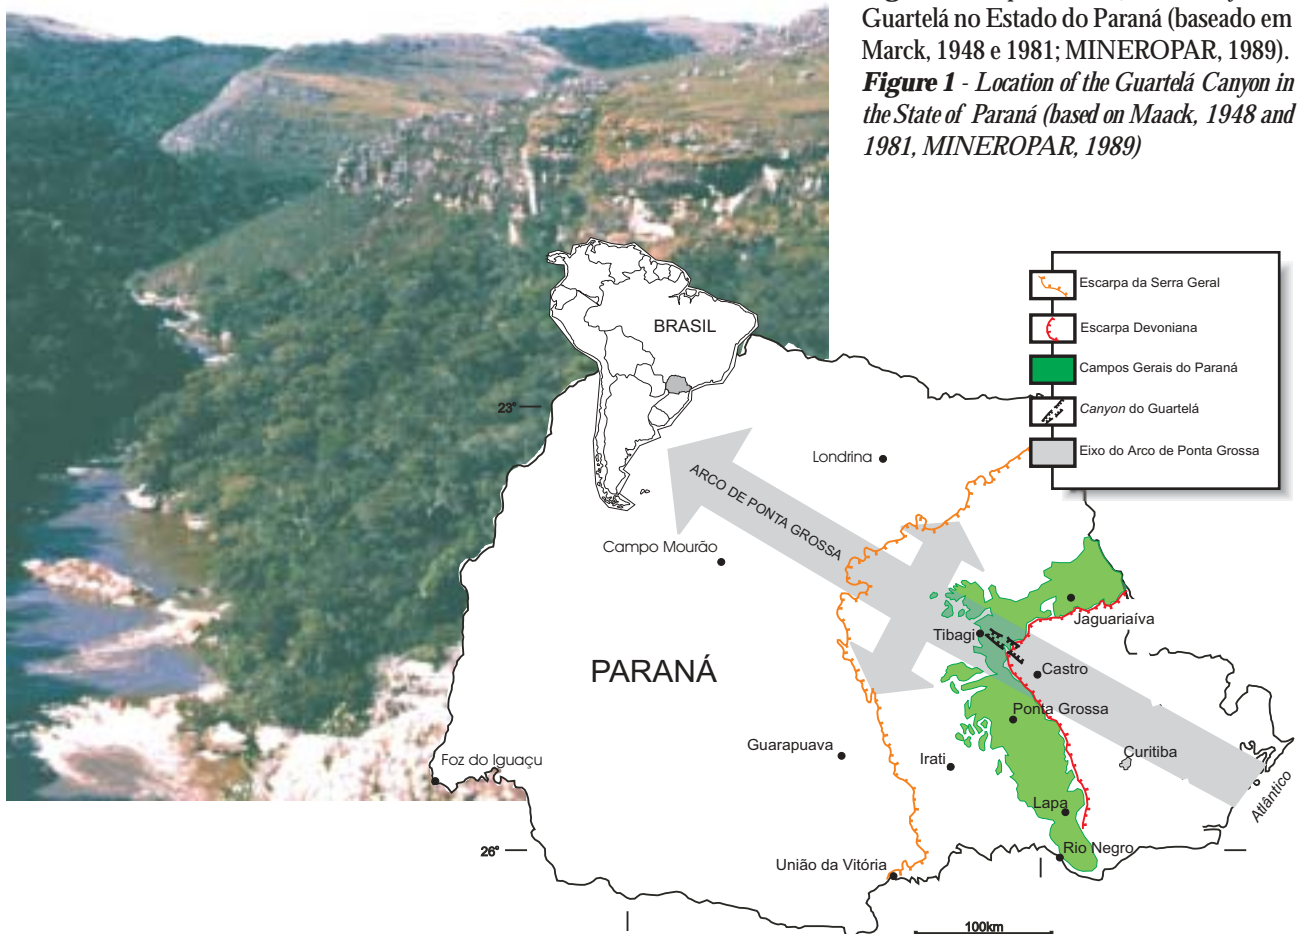 Guartelá no Estado do Paraná (baseado em
Marck, 1948 e 1981; MINEROPAR, 1989).
Figure 1 - Location of the Guartelá Canyon in
the State of Paraná (based on Maack, 1948 and
1981, MINEROPAR, 1989)
Escarpa da Serra Geral
Escarpa Devoniana
Campos Gerais do Paraná
Canyon do Guartelá
Eixo do Arco de Ponta Grossa
BRASIL
23°
Londrina
ARCO DE PONTA GROSSA
Campo Mourão
Jaguariaíva
Tibagi
Castro
PARANÁ
Ponta Grossa
Guarapuava
Irati
Curitiba
Foz do Iguaçu
Atlântico
Lapa
26°
Rio Negro
União da Vitória
100km